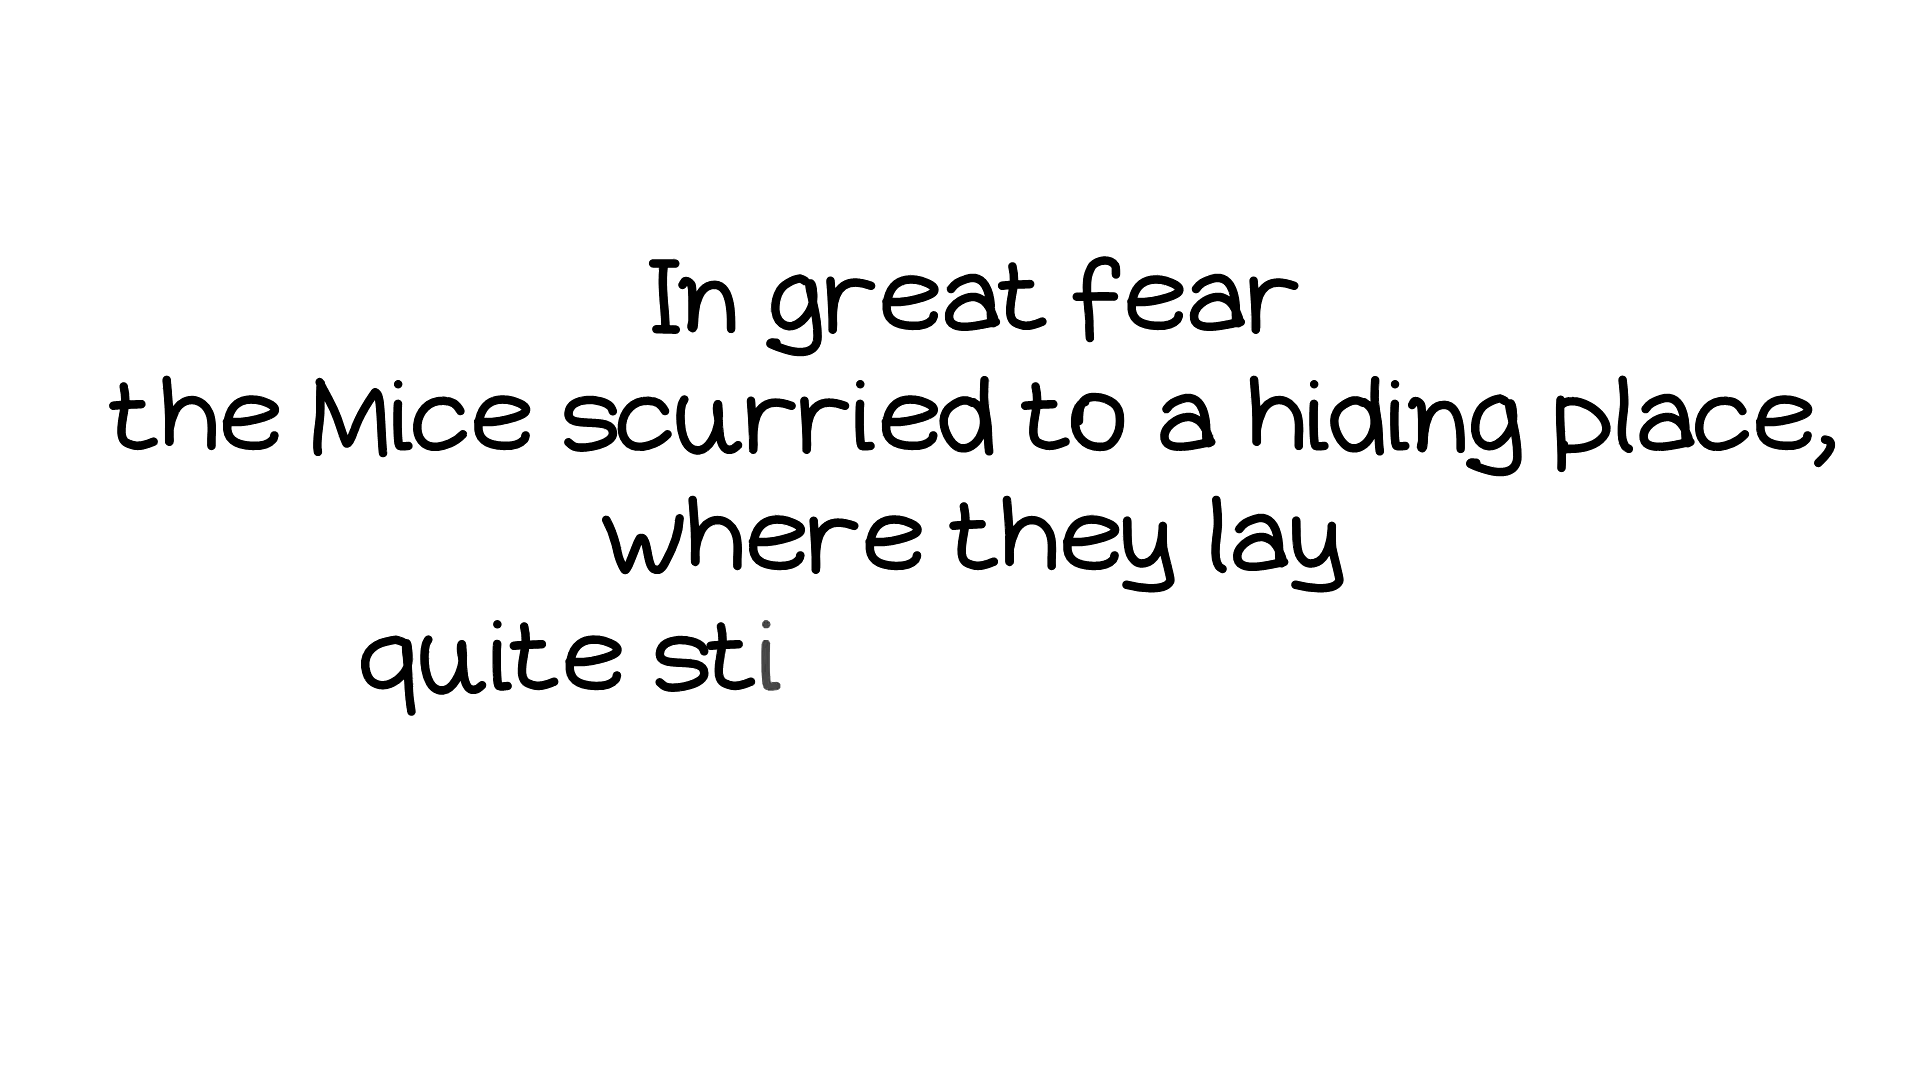 In great fear
the Mice scurried to a hiding place,
where they lay
quite sti